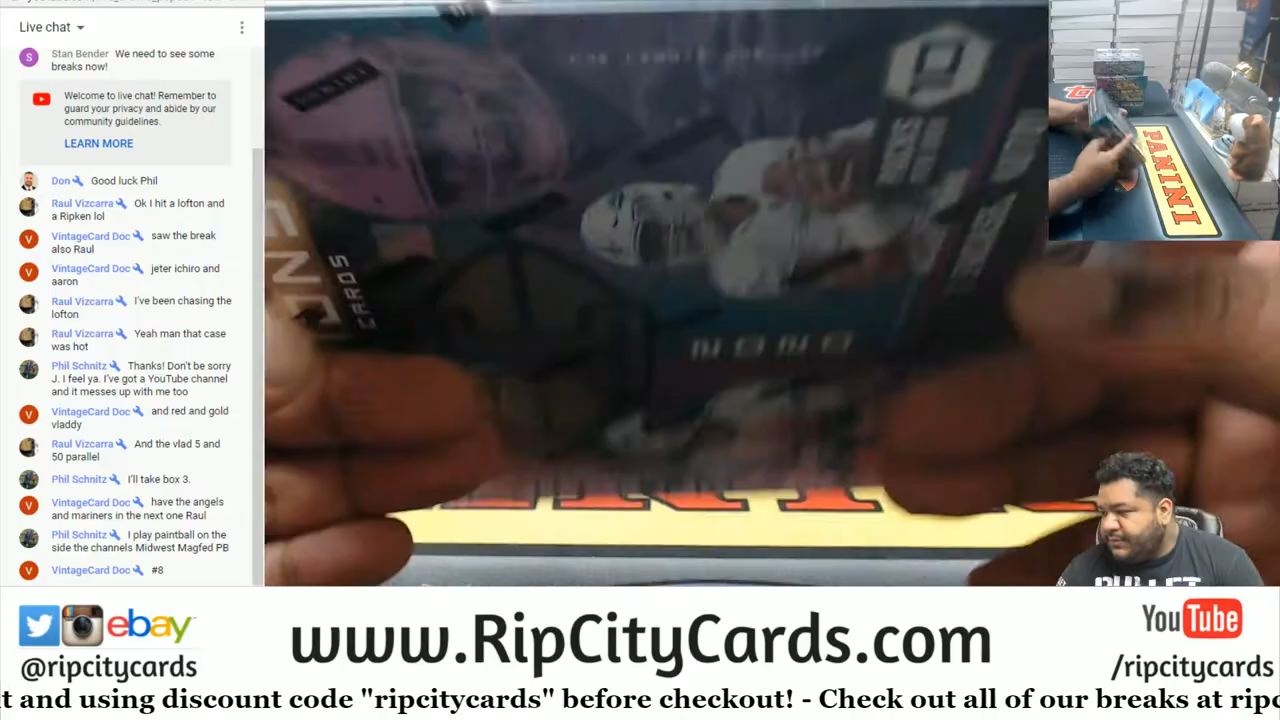 Live chat
Stan Bender We need to see some
breaks now!
Welcome to live chat! Remember to
guard your privacy and abide by our
community guidelines.
LEARN MORE
Don Good luck Phil
Raul Vizcarra Ok I hit a lofton and
a Ripken lol
VintageCard Doc saw the break
also Raul
VintageCard Doc jeter ichiro and
aaron
Raul Vizcarra I've been chasing the
lofton
Raul Vizcarra Yeah man that case
was hot
Phil Schnitz Thanks! Don't be sorry
J. I feel ya. I've got a YouTube channel
and it messes up with me too
VintageCard Doc and red and gold
vladdy
Raul Vizcarra And the vlad 5 and
50 parallel
Phil Schnitz I'll take box 3.
VintageCard Doc have the angels
and mariners in the next one Raul
Phil Schnitz I play paintball on the
side the channels Midwest Magfed PB
VintageCard Doc #8
CARDS
PANINI
BULLET
ebay
@ripcitycards
www.RipCityCards.com
YouTube
/ripcitycards
t and using discount code "ripcitycards" before checkout! - Check out all of our breaks at ripc